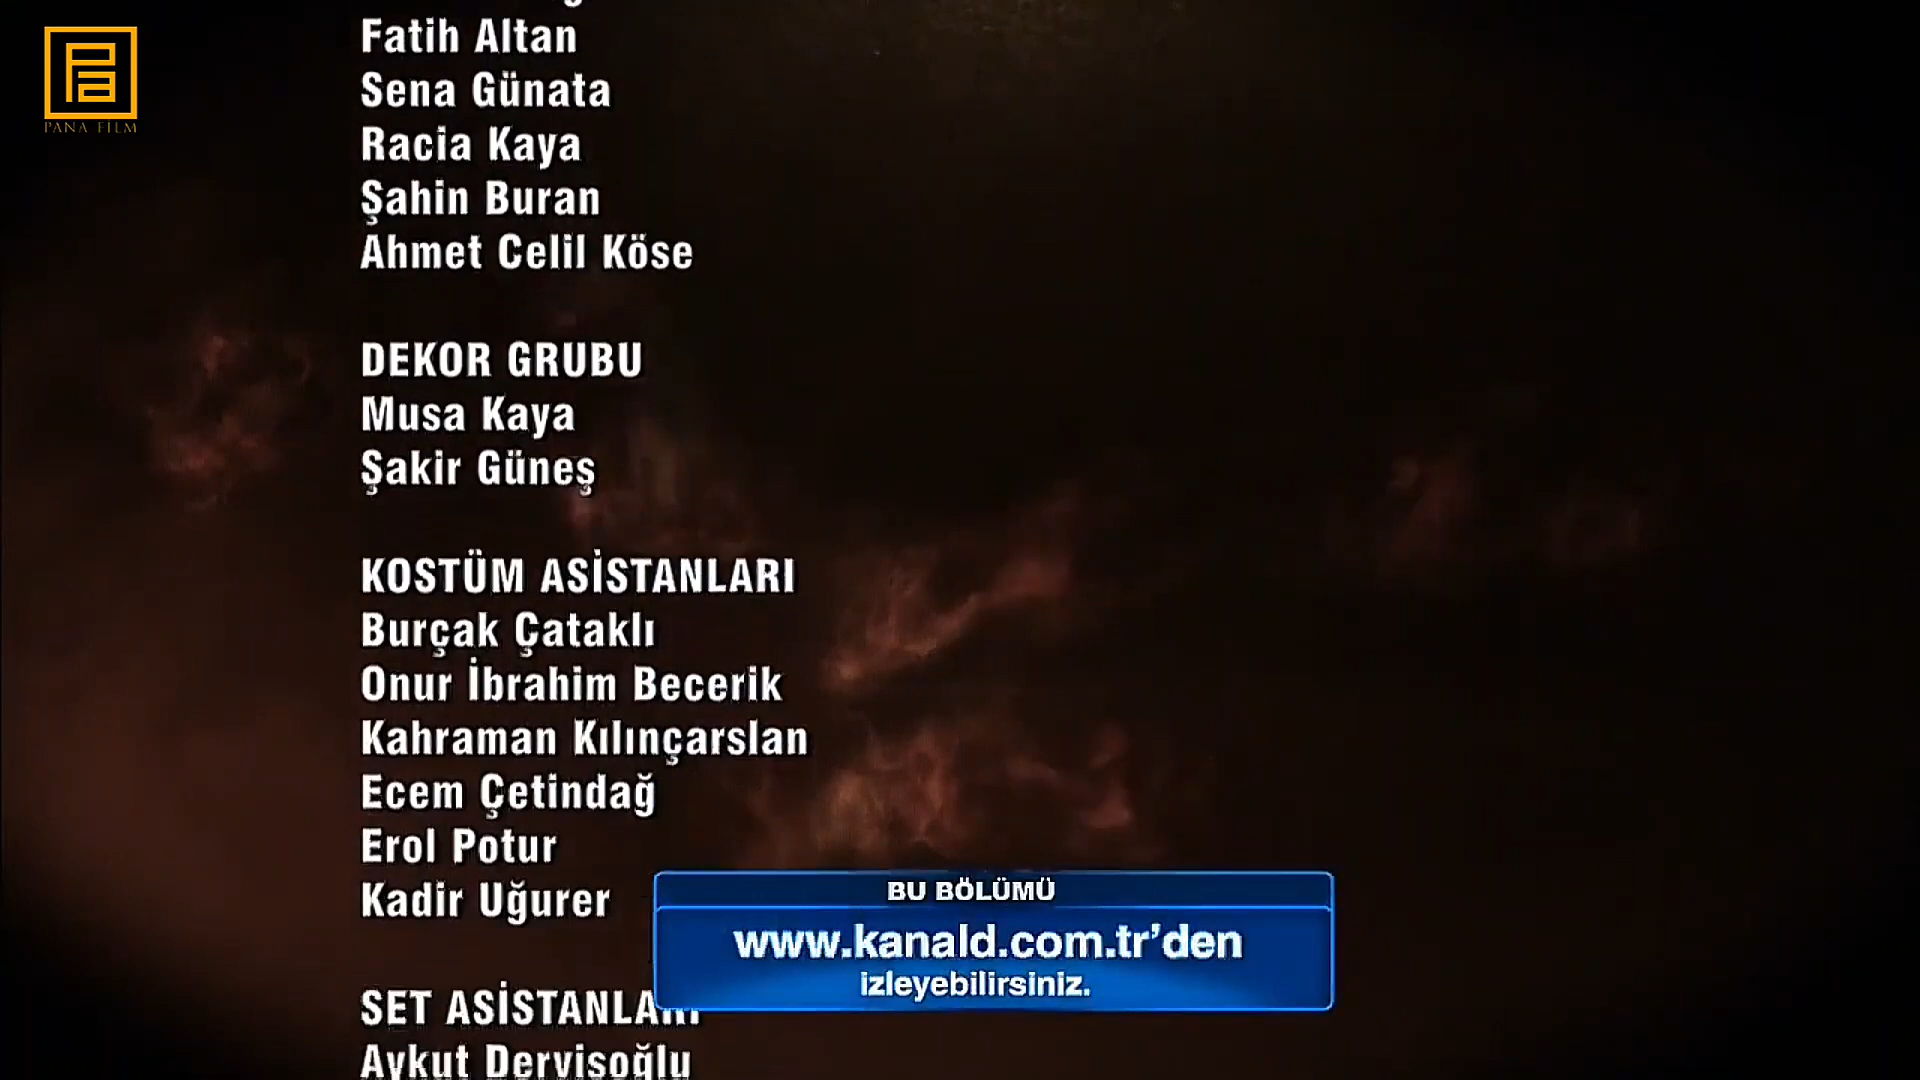 PANA FILM
Fatih Altan
Sena Günata
Racia Kaya
Şahin Buran
Ahmet Celil Köse
DEKOR GRUBU
Musa Kaya
Şakir Güneş
KOSTÜM ASİSTANLARI
Burçak Çataklı
Onur İbrahim Becerik
Kahraman Kılınçarslan
Ecem Çetindağ
Erol Potur
Kadir Uğurer
SET ASİSTANLARI
Aykut Dervişoğlu
BU BÖLÜMÜ
www.kanald.com.tr’den
izleyebilirsiniz.